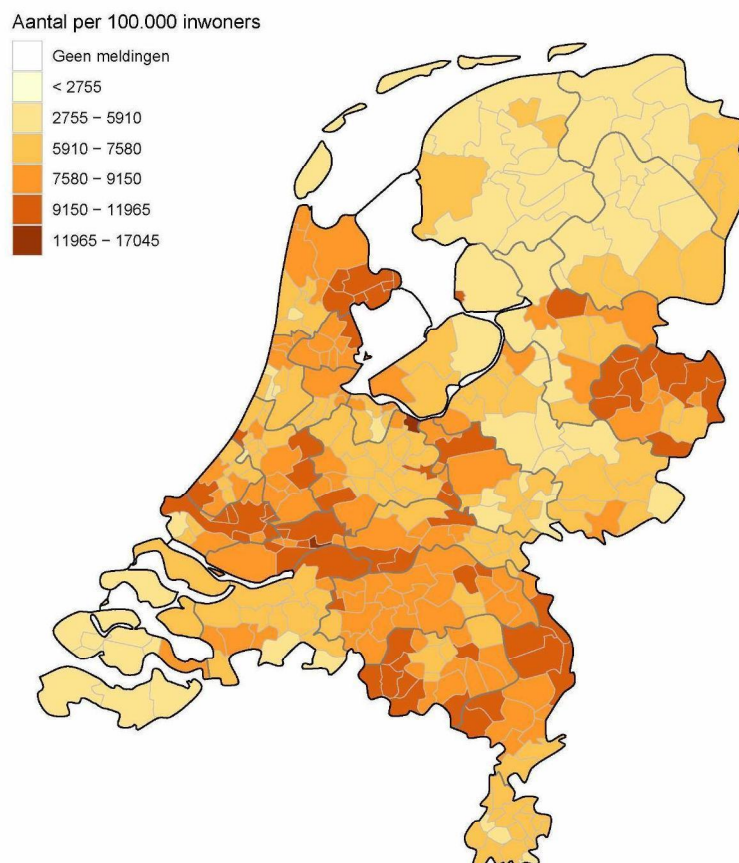 Aantal per 100.000 inwoners
Geen meldingen
< 2755
2755 – 5910
5910 – 7580
7580 – 9150
9150 – 11965
11965 – 17045